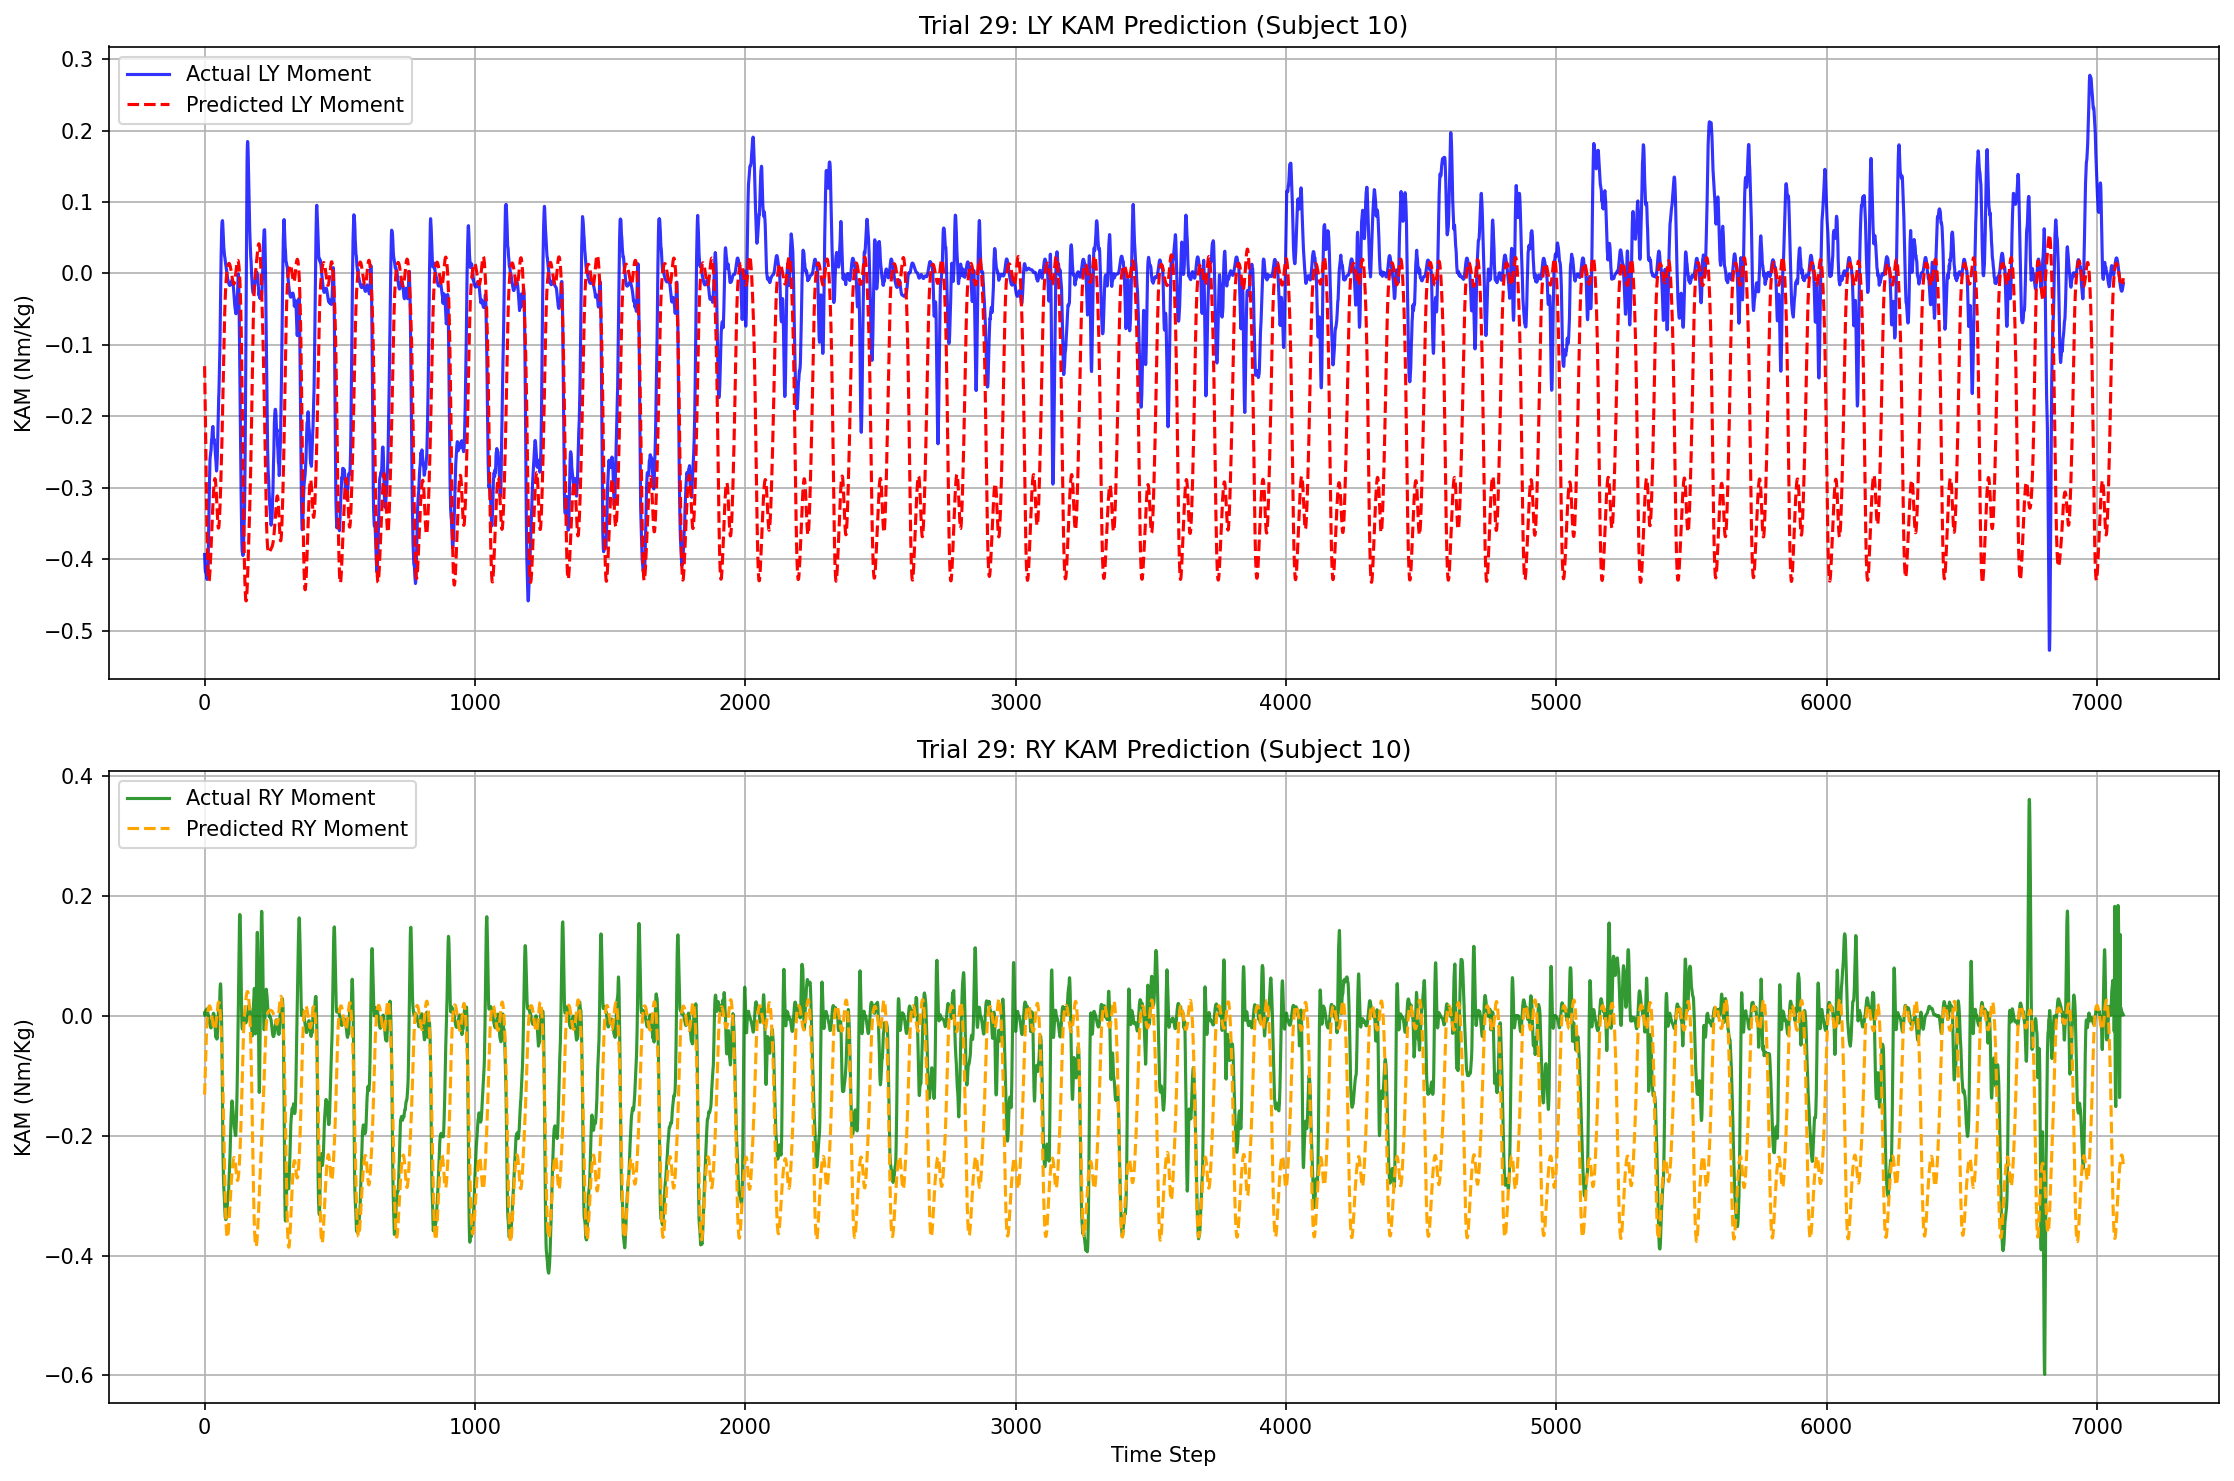 Trial 29: LY KAM Prediction (Subject 10)
Actual LY Moment
Predicted LY Moment
KAM (Nm/Kg)
0.3
0.2
0.1
0.0
−0.1
−0.2
−0.3
−0.4
−0.5
0 1000 2000 3000 4000 5000 6000 7000
Trial 29: RY KAM Prediction (Subject 10)
Actual RY Moment
Predicted RY Moment
KAM (Nm/Kg)
0.4
0.2
0.0
−0.2
−0.4
−0.6
0 1000 2000 3000 4000 5000 6000 7000
Time Step